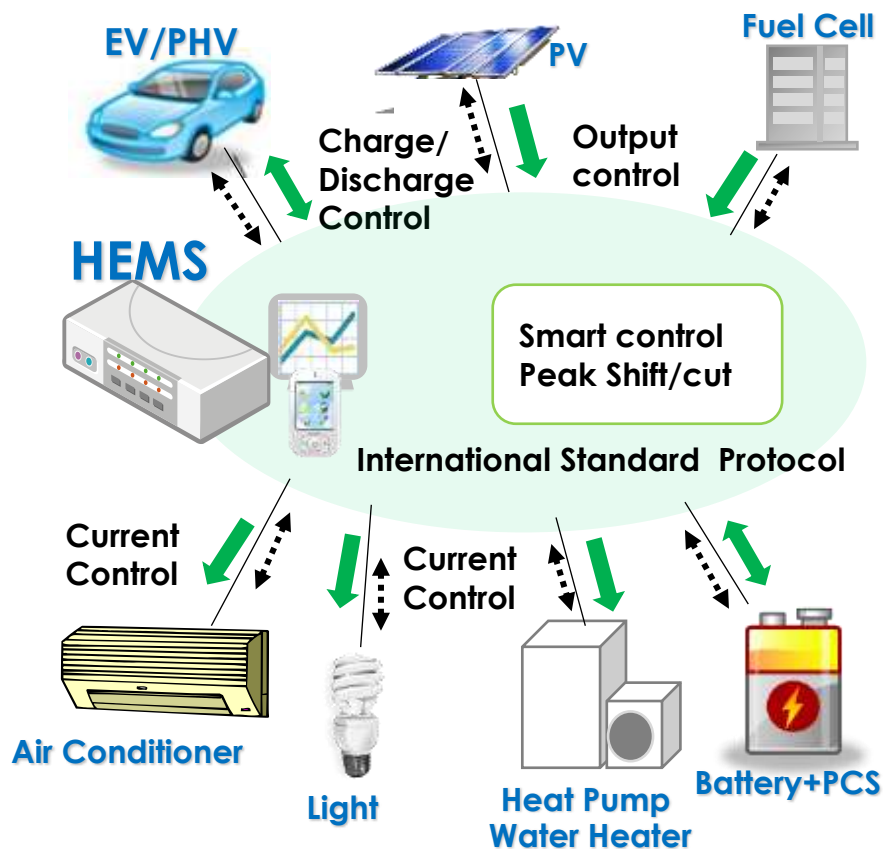 EV/PHV
PV
Fuel Cell
Charge/
Discharge
Control
Output
control
HEMS
Smart control
Peak Shift/cut
International Standard Protocol
Current
Control
Current
Control
Air Conditioner
Light
Heat Pump
Water Heater
Battery+PCS